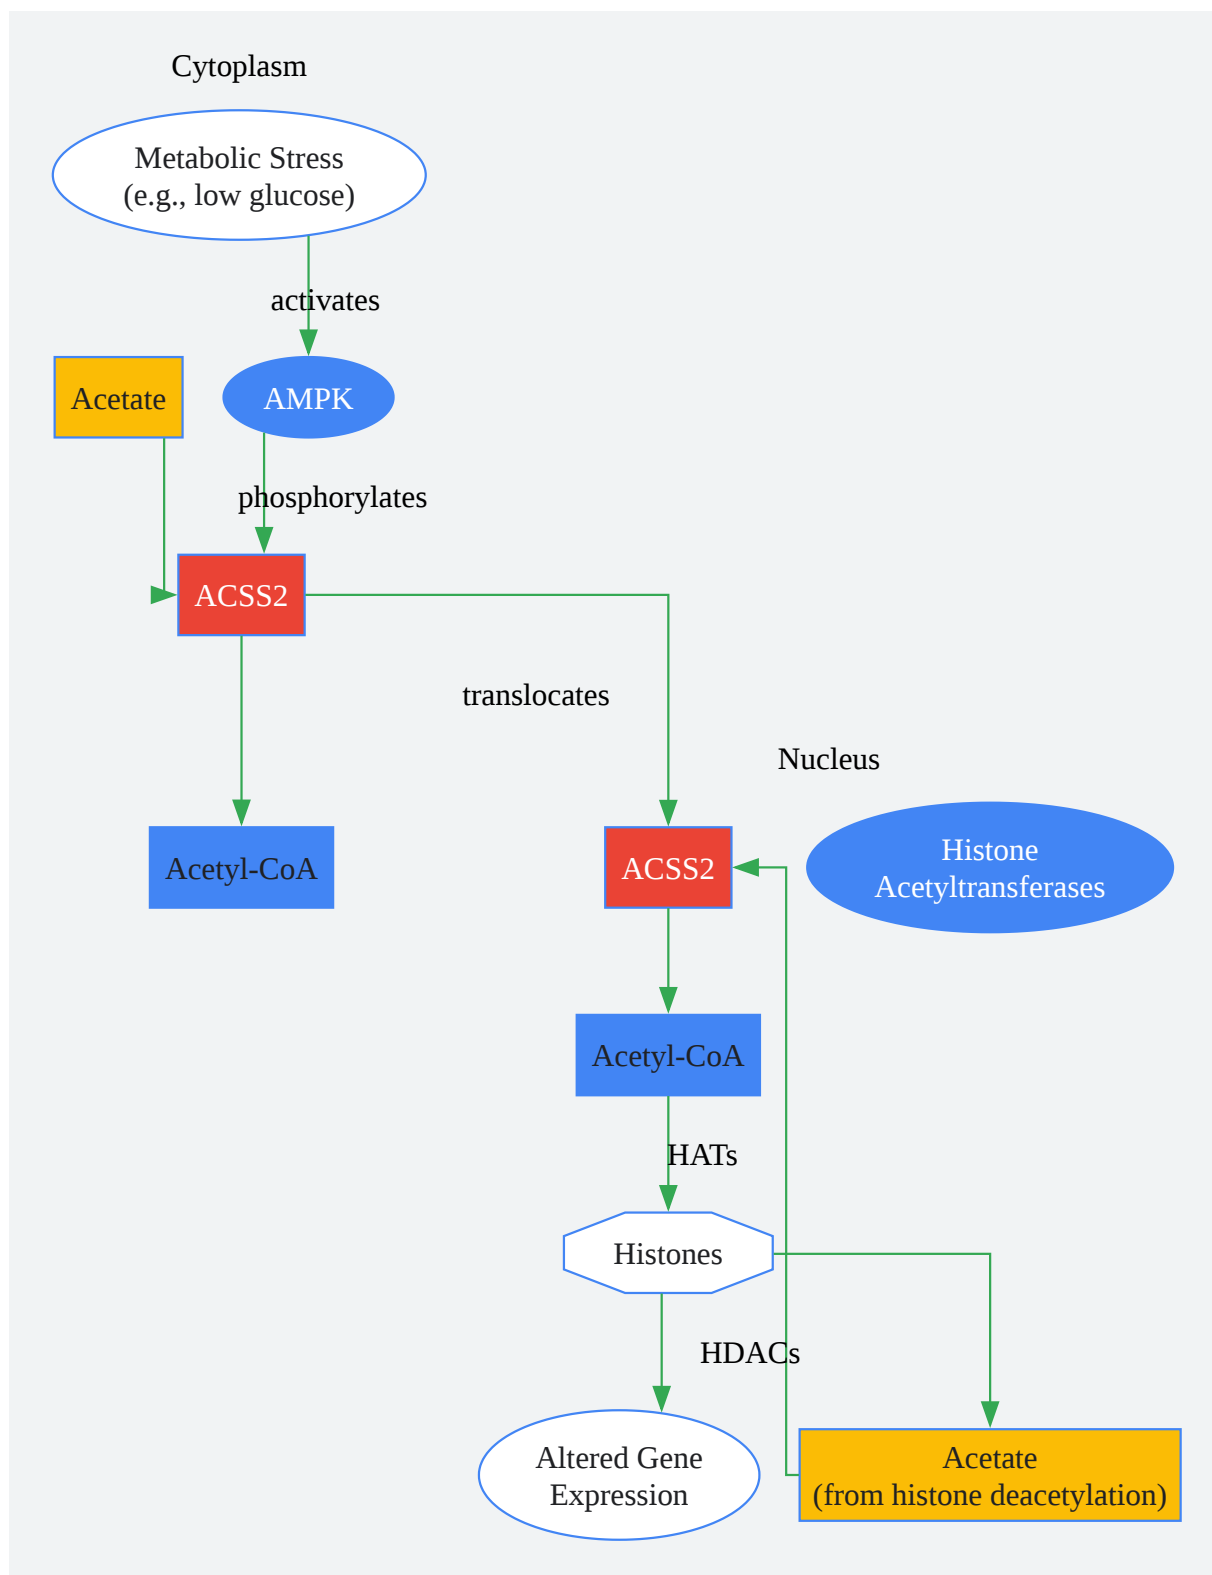 Cytoplasm
Metabolic Stress
(e.g., low glucose)
activates
Acetate
AMPK
phosphorylates
ACSS2
translocates
Nucleus
Acetyl-CoA
ACSS2
Histone
Acetyltransferases
Acetyl-CoA
HATs
Histones
HDACs
Altered Gene
Expression
Acetate
(from histone deacetylation)